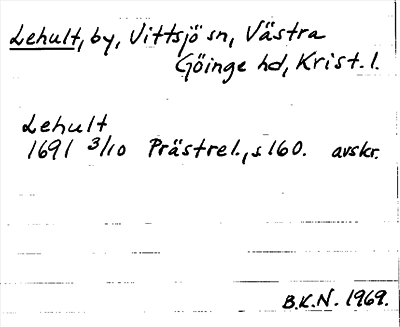 Lehult, by, Vittsjö sn, Västra
Göinge hd, Krist. l.
Lehult
1691 3/10 Prästrel., s 160. avskr.
B.K.N. 1969.